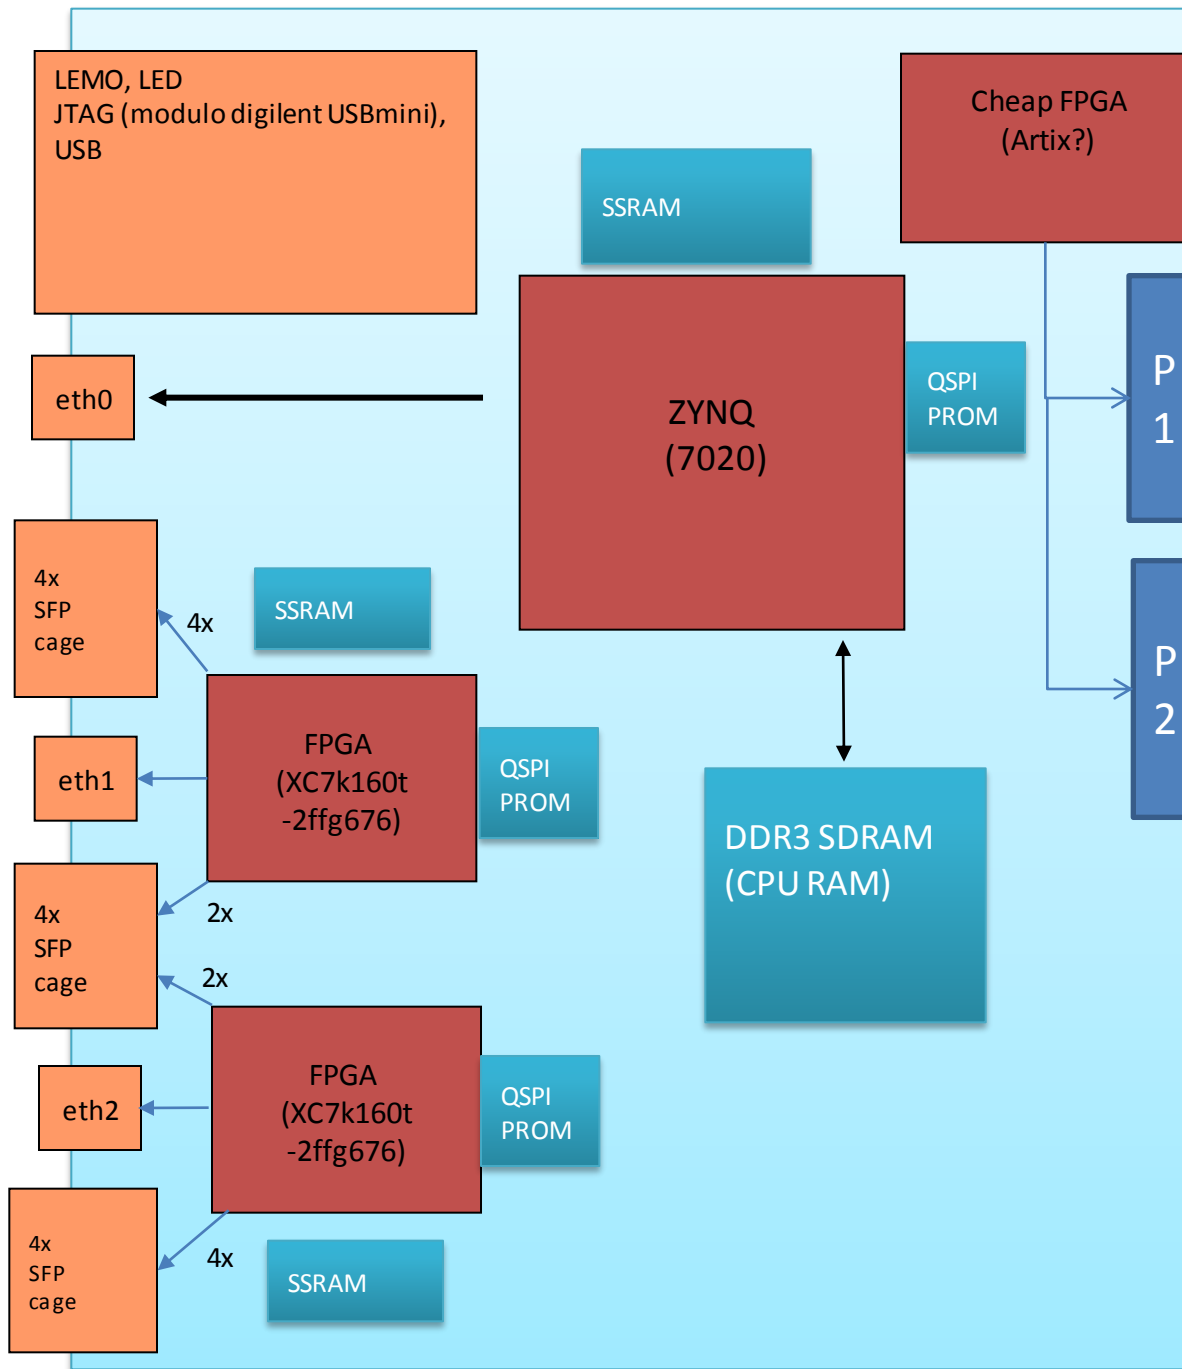 LEMO, LED
JTAG (modulo digilent USBmini),
USB
Cheap FPGA
(Artix?)
SSRAM
ZYNQ
(7020)
QSPI
PROM
P
1
eth0
4x
SFP
cage
4x
SSRAM
P
2
FPGA
(XC7k160t
-2ffg676)
QSPI
PROM
eth1
DDR3 SDRAM
(CPU RAM)
4x
SFP
cage
2x
2x
FPGA
(XC7k160t
-2ffg676)
QSPI
PROM
eth2
4x
SFP
cage
4x
SSRAM